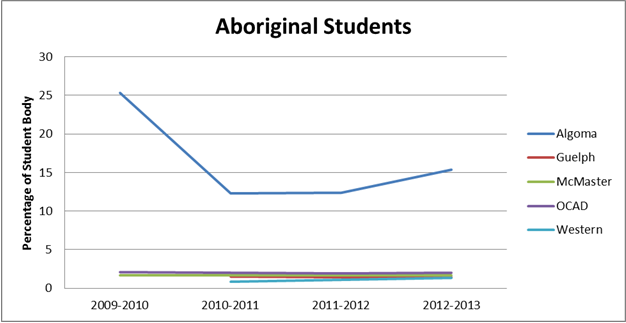 Aboriginal Students
Percentage of Student Body
30
25
20
15
10
5
0
2009-2010
2010-2011
2011-2012
2012-2013
Algoma
Guelph
McMaster
OCAD
Western